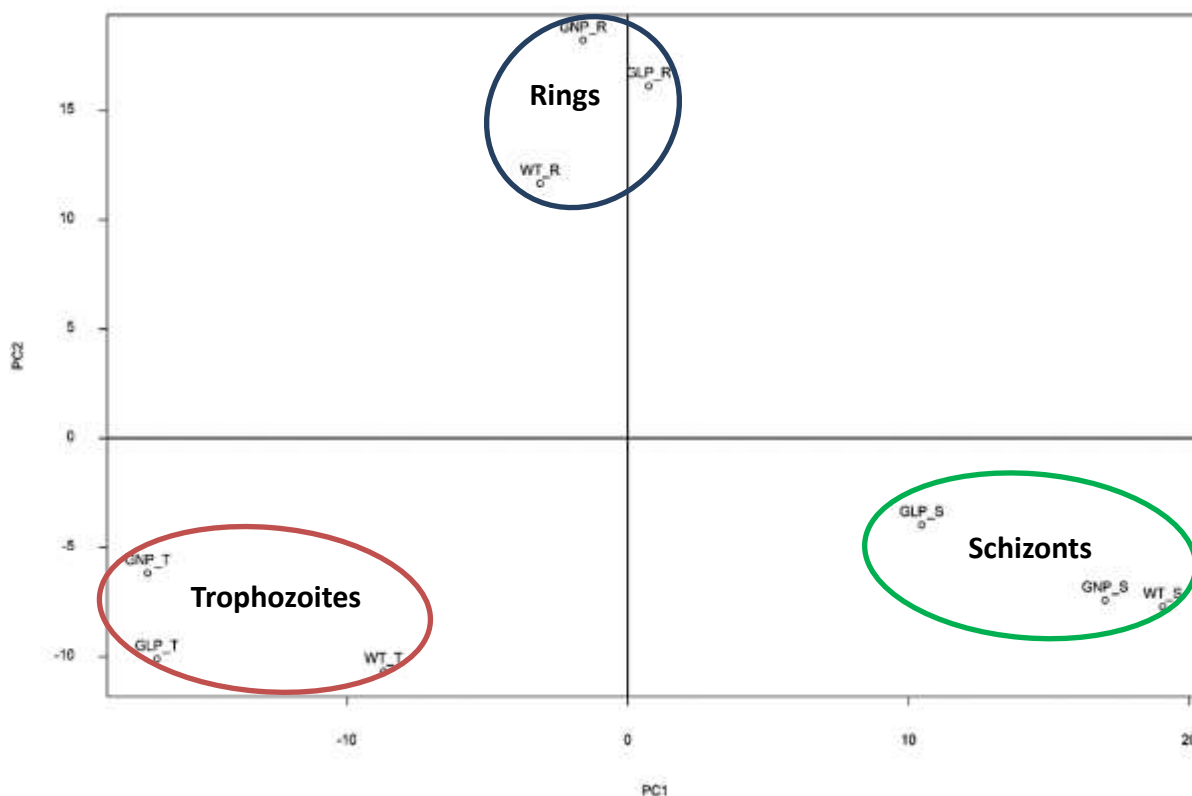 GNP_R
GLP_R
Rings
15
WT_R
10
5
PC2
0
GLP_S
Schizonts
-5
GNP_T
Trophozoites
GNP_S
WT_S
GLP_T
-10
WT_T
-10 0 10 20
PC1